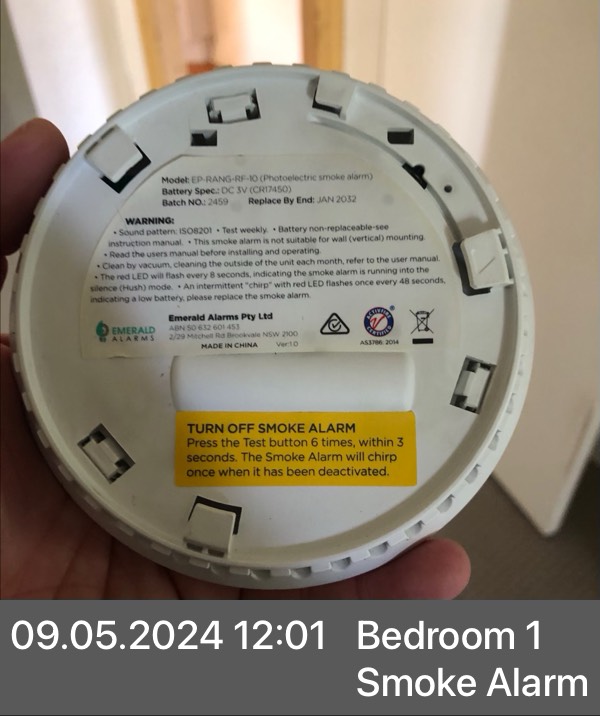 Model: EP-RANG-RF-10 (Photoelectric smoke alarm)
Battery Spec.: DC 3V (CR17450)
Batch NO.: 2459 Replace By End: JAN 2032
WARNING:
• Sound pattern: ISO8201 • Test weekly. • Battery non-replaceable-see
instruction manual. • This smoke alarm is not suitable for wall (vertical) mounting.
• Read the users manual before installing and operating.
• Clean by vacuum, cleaning the outside of the unit each month, refer to the user manual.
• The red LED will flash every 8 seconds, indicating the smoke alarm is running into the
silence (Hush) mode. • An intermittent "chirp" with red LED flashes once every 48 seconds,
indicating a low battery, please replace the smoke alarm.
EMERALD
ALARMS
Emerald Alarms Pty Ltd
ABN 50 632 601 453
2/29 Mitchell Rd Brookvale NSW 2100
MADE IN CHINA Ver:1.0
AS3786: 2014
TURN OFF SMOKE ALARM
Press the Test button 6 times, within 3
seconds. The Smoke Alarm will chirp
once when it has been deactivated.
09.05.2024 12:01 Bedroom 1
Smoke Alarm